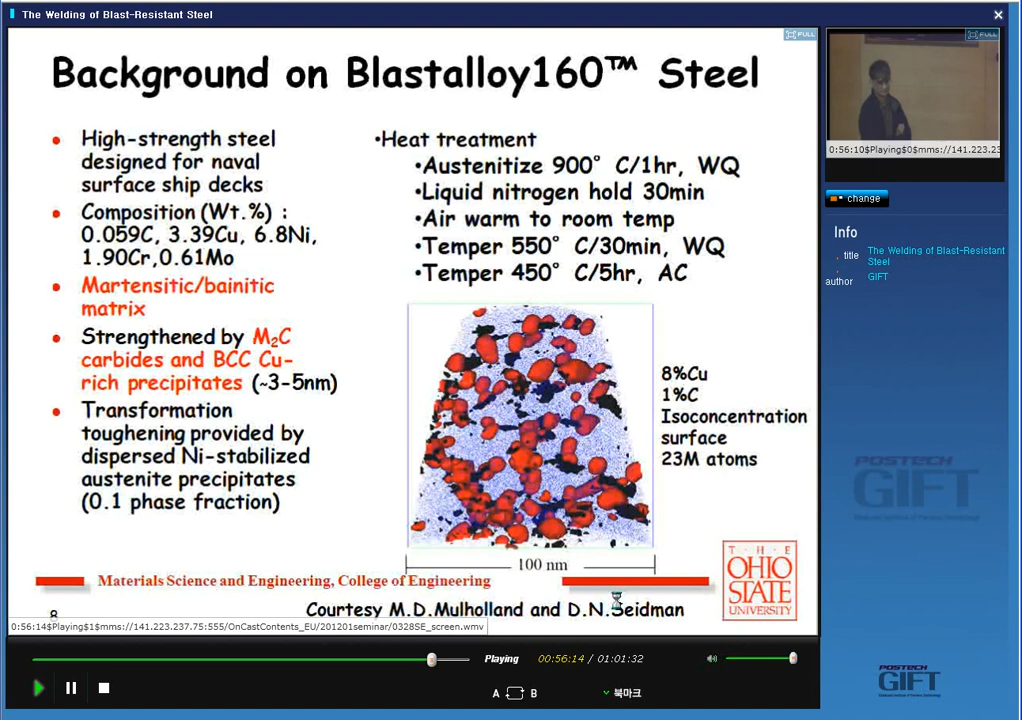 The Welding of Blast-Resistant Steel
FULL
Background on Blastalloy160™ Steel
• High-strength steel
designed for naval
surface ship decks
• Composition (Wt.%) :
0.059C, 3.39Cu, 6.8Ni,
1.90Cr,0.61Mo
• Martensitic/bainitic
matrix
• Strengthened by M₂C
carbides and BCC Cu-
rich precipitates (~3-5nm)
• Transformation
toughening provided by
dispersed Ni-stabilized
austenite precipitates
(0.1 phase fraction)
•Heat treatment
•Austenitize 900° C/1hr, WQ
•Liquid nitrogen hold 30min
•Air warm to room temp
•Temper 550° C/30min, WQ
•Temper 450° C/5hr, AC
8%Cu
1%C
Isoconcentration
surface
23M atoms
100 nm
Materials Science and Engineering, College of Engineering
T · H · E
OHIO
STATE
UNIVERSITY
8
Courtesy M.D.Mulholland and D.N.Seidman
0:56:14$Playing$1$mms://141.223.237.75:555/OnCastContents_EU/201201seminar/0328SE_screen.wmv
Playing
00:56:14 / 01:01:32
A B
북마크
FULL
0:56:10$Playing$0$mms://141.223.23
change
Info
title
The Welding of Blast-Resistant
Steel
author
GIFT
POSTECH
GIFT
POSTECH
GIFT